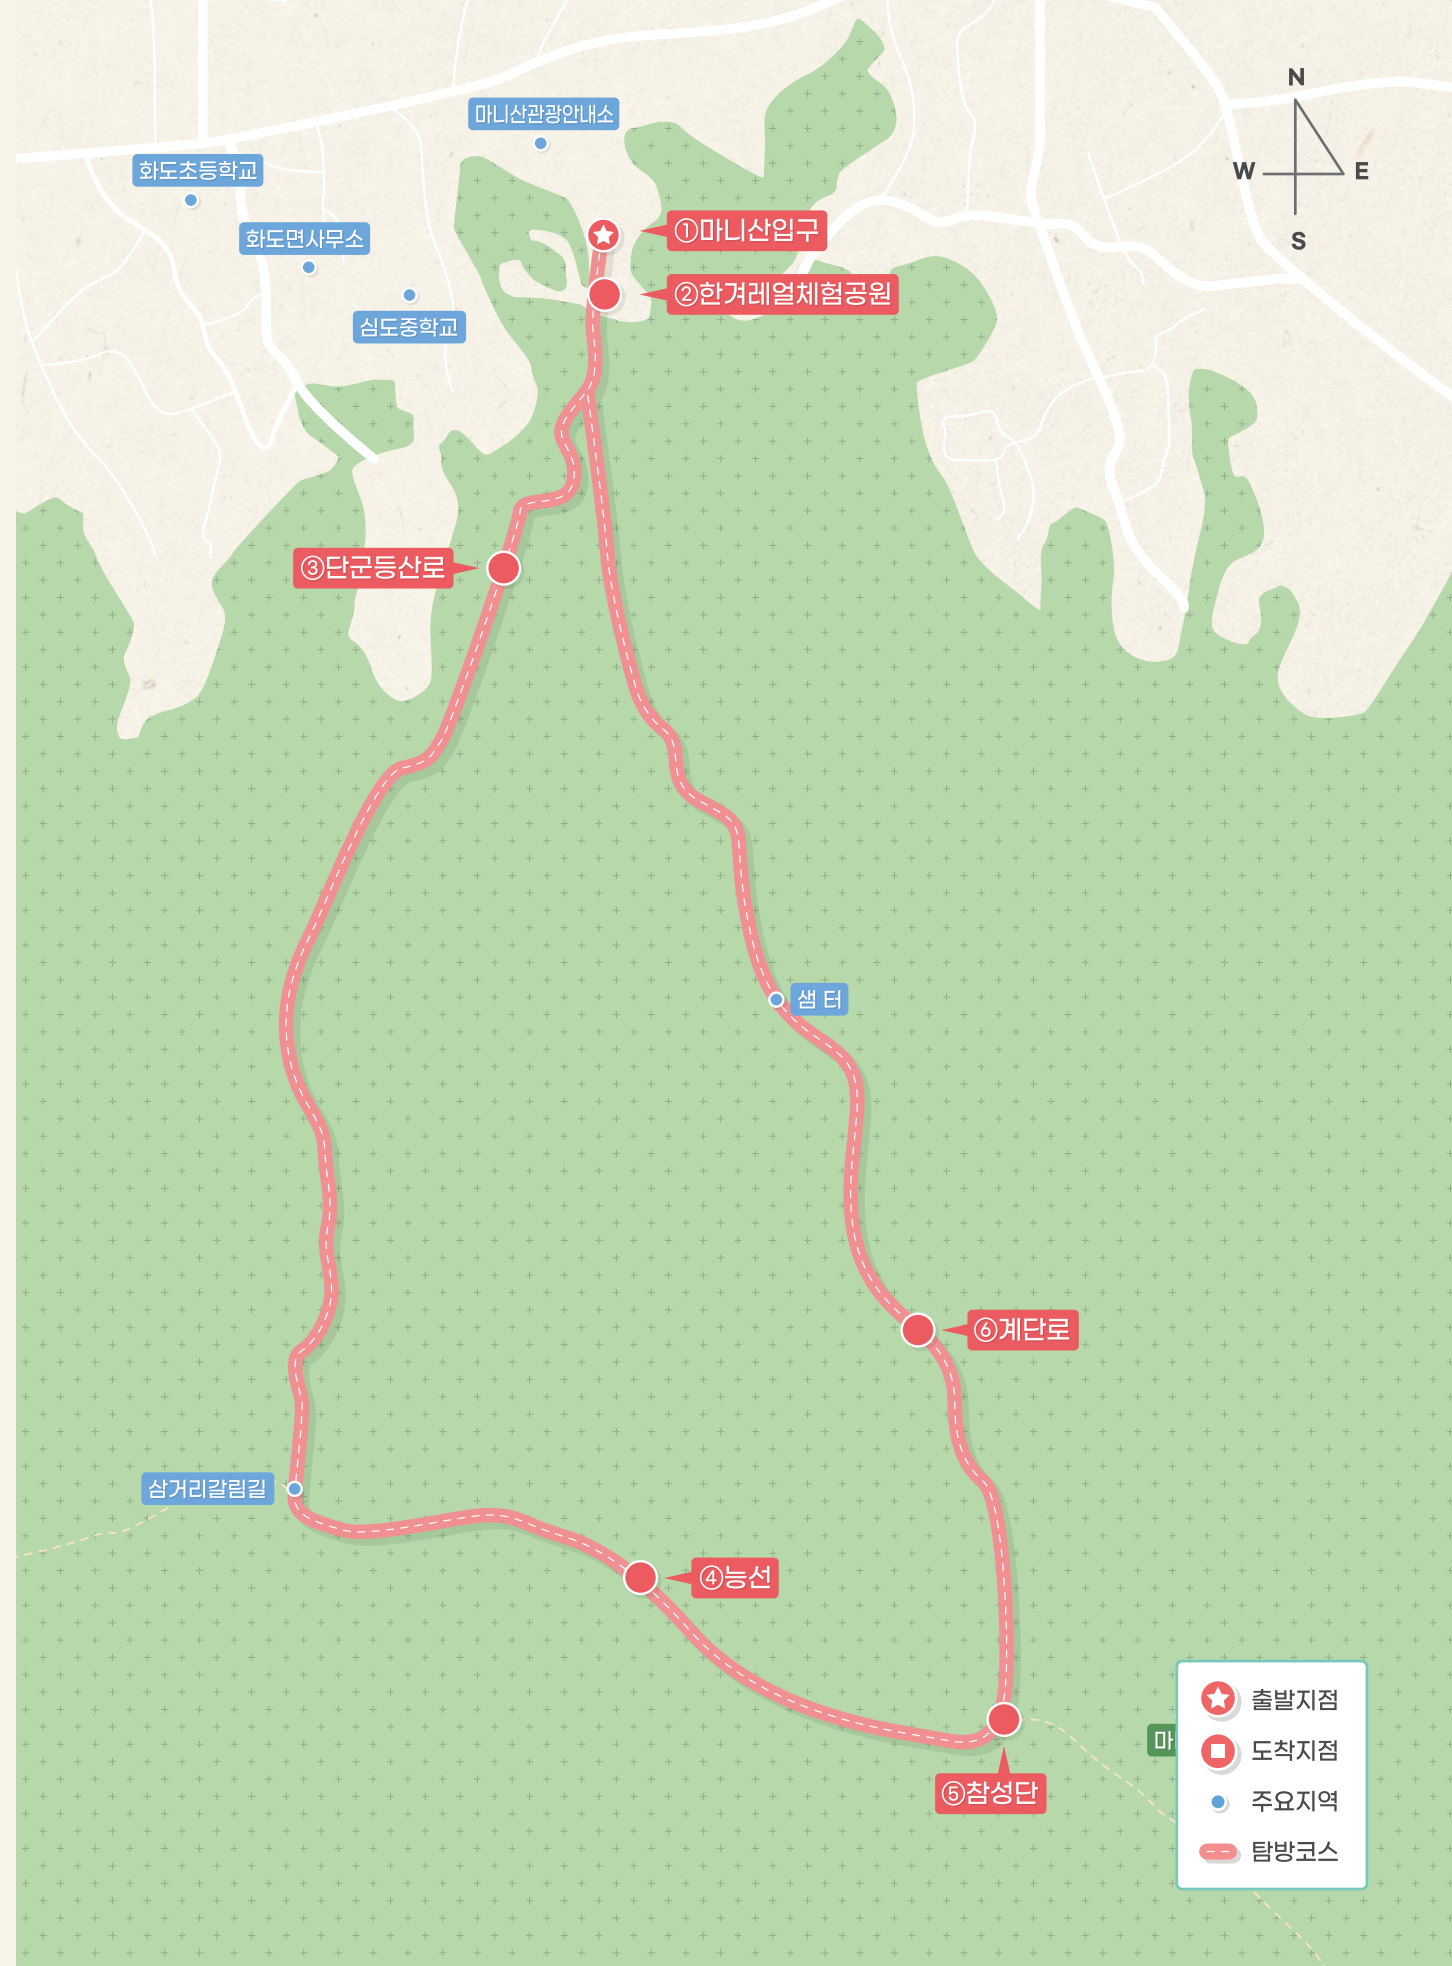 N
마니산관광안내소
화도초등학교
W
E
①마니산입구
화도면사무소
S
②한겨레얼체험공원
심도중학교
③단군등산로
샘 터
⑥계단로
삼거리갈림길
④능선
출발지점
마
도착지점
⑤참성단
주요지역
탐방코스